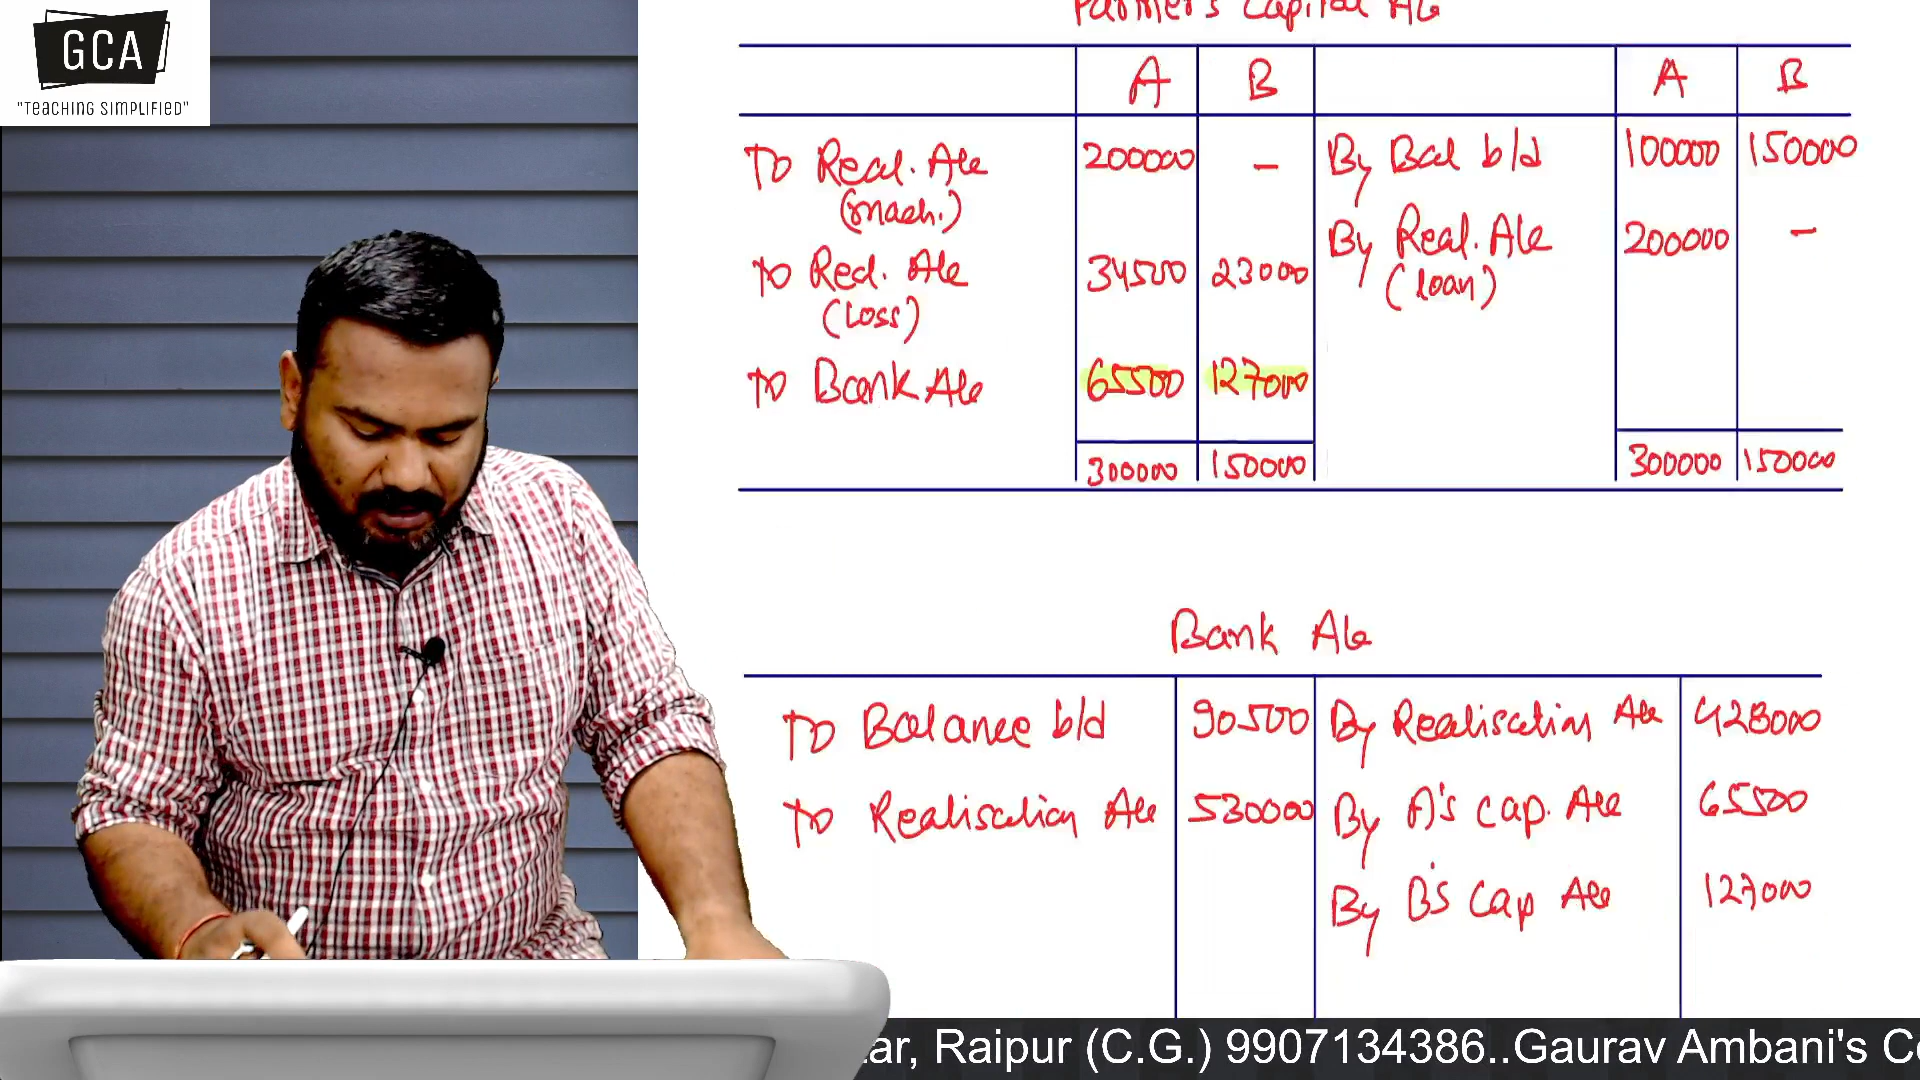 GCA
"TEACHING SIMPLIFIED"
Partner's Capital A/c
A B A B
To Real. A/c 200000 - By Bal b/d 100000 150000
(mach.)
By Real. A/c 200000 -
(loan)
To Real. A/c 34500 23000
(Loss)
To Bank A/c 65500 127000
300000 150000 300000 150000
Bank A/c
To Balance b/d 90500 By Realisation A/c 428000
To Realisation A/c 530000 By A's Cap. A/c 65500
By B's Cap A/c 127000
Raipur (C.G.) 9907134386..Gaurav Ambani's